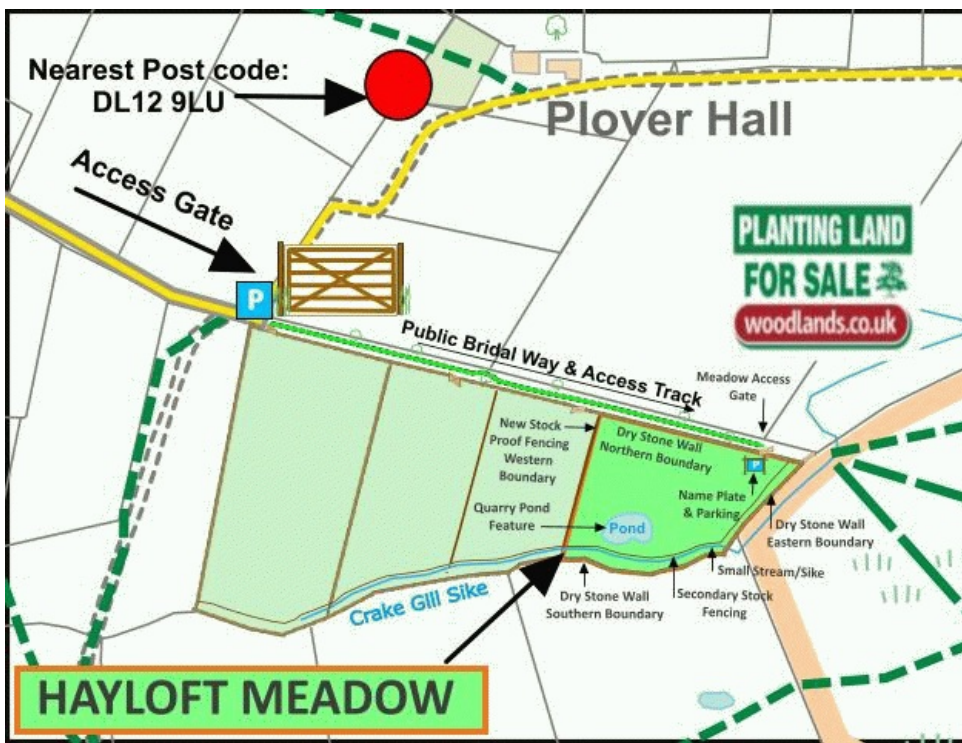 Nearest Post code:
DL12 9LU
Plover Hall
Access Gate
P
PLANTING LAND
FOR SALE
woodlands.co.uk
Public Bridal Way & Access Track
Meadow Access
Gate
New Stock
Proof Fencing
Western
Boundary
Dry Stone Wall
Northern Boundary
P
Name Plate
& Parking
Quarry Pond
Feature
Pond
Dry Stone Wall
Eastern Boundary
Small Stream/Sike
Secondary Stock
Fencing
Dry Stone Wall
Southern Boundary
Crake Gill Sike
HAYLOFT MEADOW